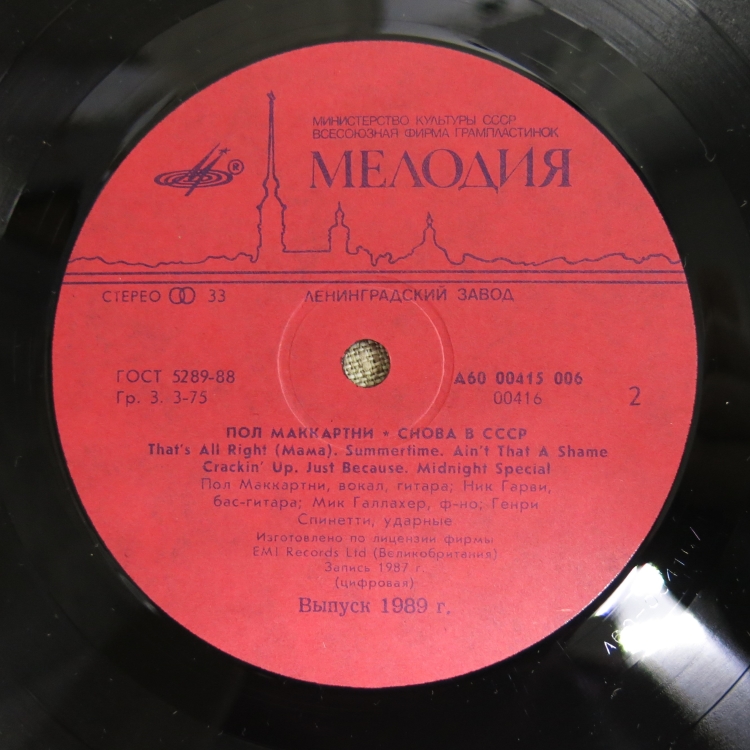 МИНИСТЕРСТВО КУЛЬТУРЫ СССР
ВСЕСОЮЗНАЯ ФИРМА ГРАМПЛАСТИНОК
МЕЛОДИЯ
®
СТЕРЕО 33 ЛЕНИНГРАДСКИЙ ЗАВОД
ГОСТ 5289-88 А60 00415 006
Гр. 3. 3-75 00416 2
ПОЛ МАККАРТНИ • СНОВА В СССР
That's All Right (Мама). Summertime. Ain't That A Shame
Crackin' Up. Just Because. Midnight Special
Пол Маккартни, вокал, гитара; Ник Гарви,
бас-гитара; Мик Галлахер, ф-но; Генри
Спинетти, ударные
Изготовлено по лицензии фирмы
EMI Records Ltd (Великобритания)
Запись 1987 г.
(цифровая)
Выпуск 1989 г.